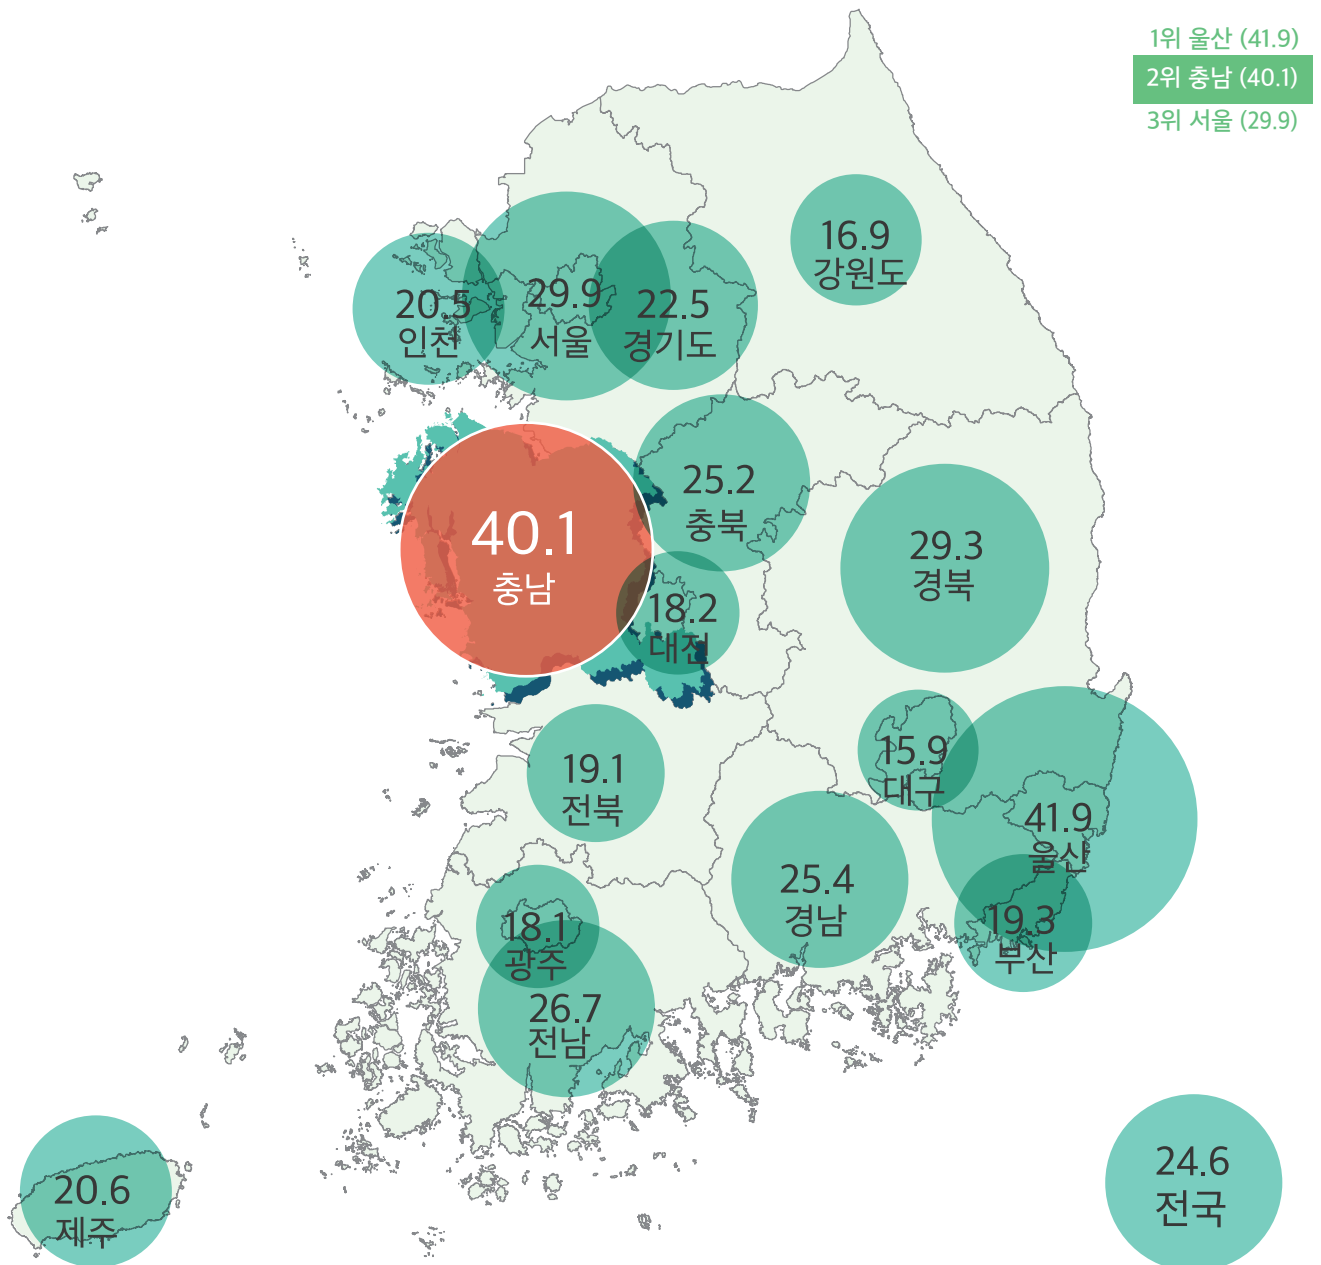 1위 울산 (41.9)
2위 충남 (40.1)
3위 서울 (29.9)
16.9
강원도
20.5
인천
29.9
서울
22.5
경기도
25.2
충북
40.1
충남
29.3
경북
18.2
대전
19.1
전북
15.9
대구
41.9
울산
25.4
경남
19.3
부산
18.1
광주
26.7
전남
20.6
제주
24.6
전국